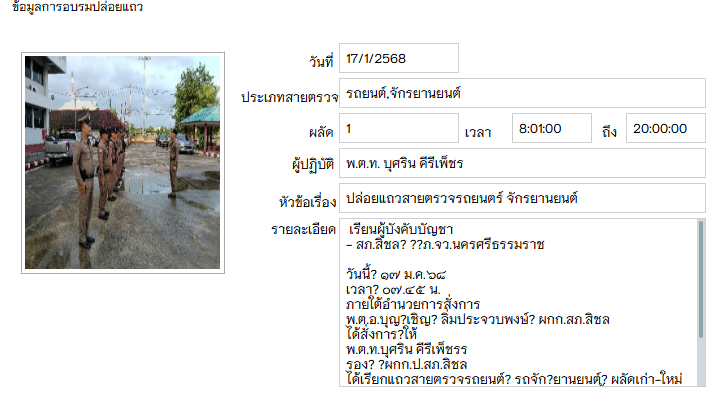 ข้อมูลการอบรมปล่อยแถว
วันที่ 17/1/2568
ประเภทสายตรวจ รถยนต์,จักรยานยนต์
ผลัด 1 เวลา 8:01:00 ถึง 20:00:00
ผู้ปฏิบัติ พ.ต.ท. บุศริน คีรีเพ็ชร
หัวข้อเรื่อง ปล่อยแถวสายตรวจรถยนตร์ จักรยานยนต์
รายละเอียด เรียนผู้บังคับบัญชา
- สภ.สิชล? ??ภ.จว.นครศรีธรรมราช
วันนี้? ๑๗ ม.ค.๖๘
เวลา? ๐๗.๔๕ น.
ภายใต้อำนวยการสั่งการ
พ.ต.อ.บุญ?เชิญ? ลิ่มประจวบพงษ์? ผกก.สภ.สิชล
ได้สั่งการ?ให้
พ.ต.ท.บุศริน คีรีเพ็ชรร
รอง? ?ผกก.ป.สภ.สิชล
ได้เรียกแถวสายตรวจรถยนต์? รถจัก?ยานยนต์? ผลัดเก่า-ใหม่